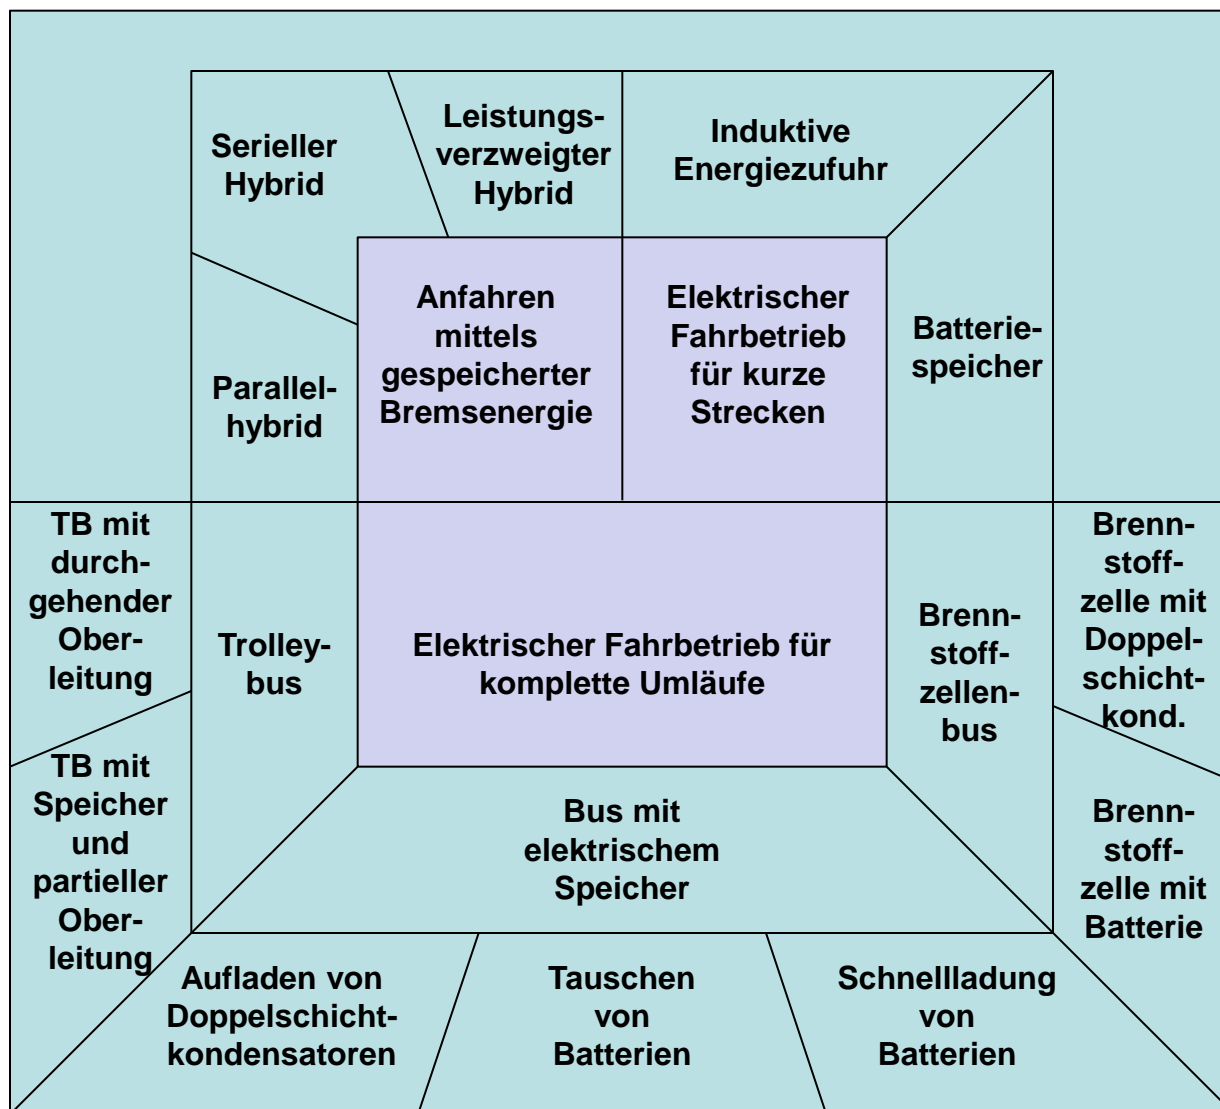 Serieller
Hybrid
Leistungs-
verzweigter
Hybrid
Induktive
Energiezufuhr
Anfahren
mittels
gespeicherter
Bremsenergie
Elektrischer
Fahrbetrieb
für kurze
Strecken
Batterie-
speicher
Parallel-
hybrid
TB mit
durch-
gehender
Ober-
leitung
Trolley-
bus
Elektrischer Fahrbetrieb für
komplette Umläufe
Brenn-
stoff-
zellen-
bus
Brenn-
stoff-
zelle mit
Doppel-
schicht-
kond.
TB mit
Speicher
und
partieller
Ober-
leitung
Bus mit
elektrischem
Speicher
Brenn-
stoff-
zelle mit
Batterie
Aufladen von
Doppelschicht-
kondensatoren
Tauschen
von
Batterien
Schnellladung
von
Batterien